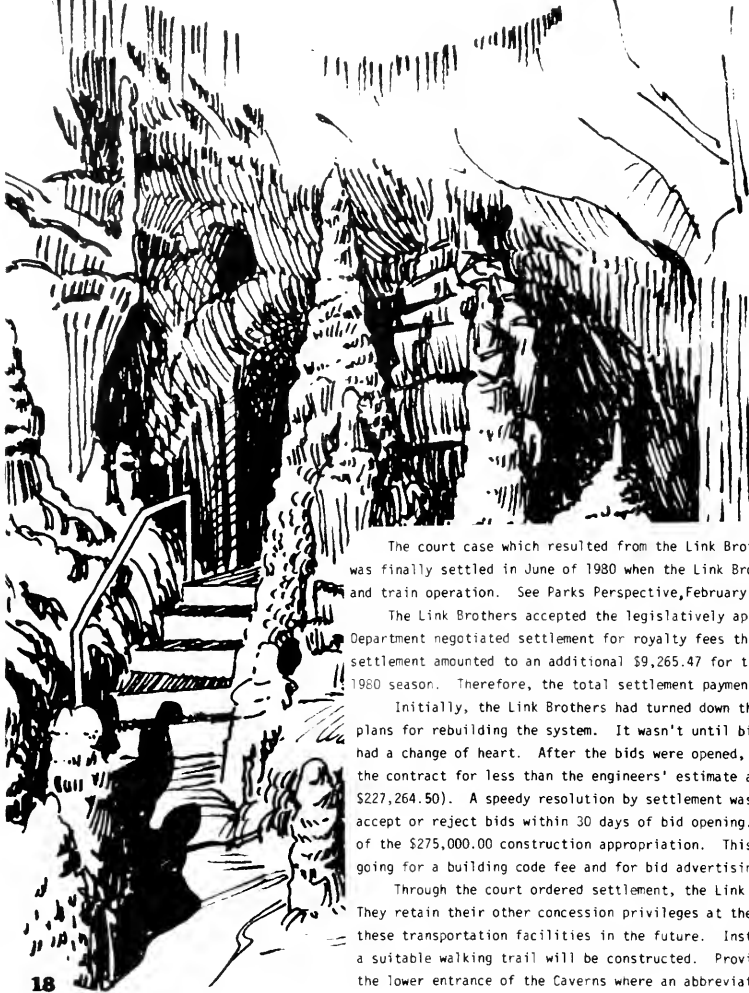 The court case which resulted from the Link Brot
was finally settled in June of 1980 when the Link Bro
and train operation. See Parks Perspective,February
The Link Brothers accepted the legislatively ap
Department negotiated settlement for royalty fees th
settlement amounted to an additional $9,265.47 for t
1980 season. Therefore, the total settlement paymen
Initially, the Link Brothers had turned down th
plans for rebuilding the system. It wasn't until bi
had a change of heart. After the bids were opened,
the contract for less than the engineers' estimate a
$227,264.50). A speedy resolution by settlement was
accept or reject bids within 30 days of bid opening.
of the $275,000.00 construction appropriation. This
going for a building code fee and for bid advertisin
Through the court ordered settlement, the Link
They retain their other concession privileges at the
these transportation facilities in the future. Inst
a suitable walking trail will be constructed. Provi
the lower entrance of the Caverns where an abbreviat
18